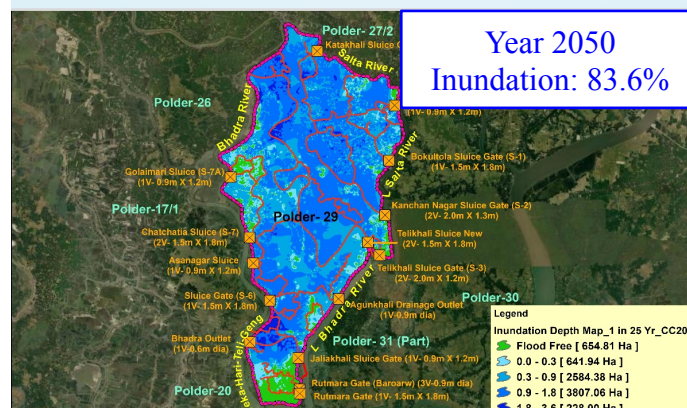 Year 2050
Inundation: 83.6%
Polder- 27/2
Katakhali Sluice
Salta River
Polder-26
Bhadra River
(1V- 0.9m X 1.2m)
Bokultola Sluice Gate (S-1)
(1V- 1.5m X 1.8m)
L Salta River
Golaimari Sluice (S-7A)
(1V- 0.9m X 1.2m)
Kanchan Nagar Sluice Gate (S-2)
(2V- 2.0m X 1.3m)
Polder-17/1
Polder- 29
Chatchatia Sluice (S-7)
(2V- 1.5m X 1.8m)
Telikhali Sluice New
(2V- 1.5m X 1.8m)
Asanagar Sluice
(1V- 0.9m X 1.2m)
Telikhali Sluice Gate (S-3)
(2V- 2.0m X 1.2m)
Sluice Gate (S-6)
(1V- 1.5m X 1.8m)
Agunkhali Drainage Outlet
(1V-0.9m dia)
Polder-30
L Bhadra River
Bhadra Outlet
(1V-0.6m dia)
Polder- 31 (Part)
Jaliakhali Sluice Gate (1V- 0.9m X 1.2m)
Polder-20
Rutmara Gate (Baroarw) (3V-0.9m dia)
Rutmara Gate (1V- 1.5m X 1.8m)
Legend
Inundation Depth Map_1 in 25 Yr_CC20
Flood Free [ 654.81 Ha ]
0.0 - 0.3 [ 641.94 Ha ]
0.3 - 0.9 [ 2584.38 Ha ]
0.9 - 1.8 [ 3807.06 Ha ]